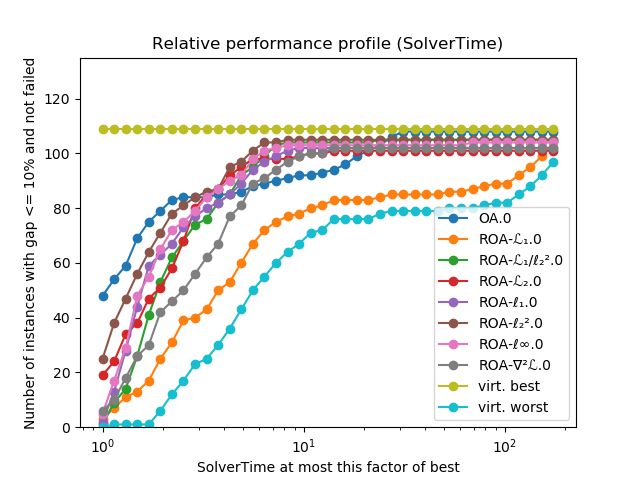 Relative performance profile (SolverTime)
Number of instances with gap <= 10% and not failed
120
100
80
60
40
20
0
10⁰
10¹
10²
SolverTime at most this factor of best
OA.0
ROA-ℒ₁.0
ROA-ℒ₁/ℓ₂².0
ROA-ℒ₂.0
ROA-ℓ₁.0
ROA-ℓ₂².0
ROA-ℓ∞.0
ROA-∇²ℒ.0
virt. best
virt. worst